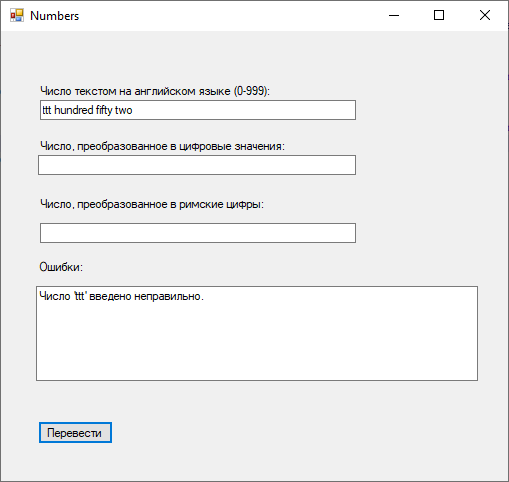 Numbers
Число текстом на английском языке (0-999):
ttt hundred fifty two
Число, преобразованное в цифровые значения:
Число, преобразованное в римские цифры:
Ошибки:
Число 'ttt' введено неправильно.
Перевести